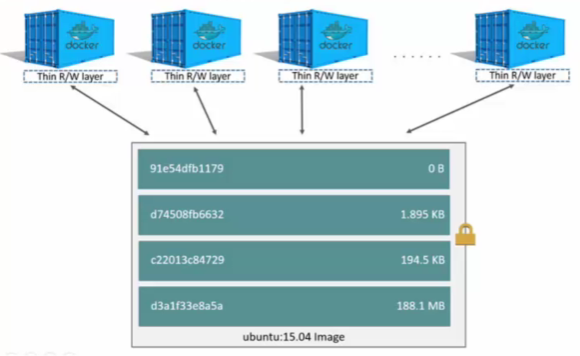 docker docker docker docker
Thin R/W layer Thin R/W layer Thin R/W layer Thin R/W layer
91e54dfb1179 0 B
d74508fb6632 1.895 KB
c22013c84729 194.5 KB
d3a1f33e8a5a 188.1 MB
ubuntu:15.04 Image